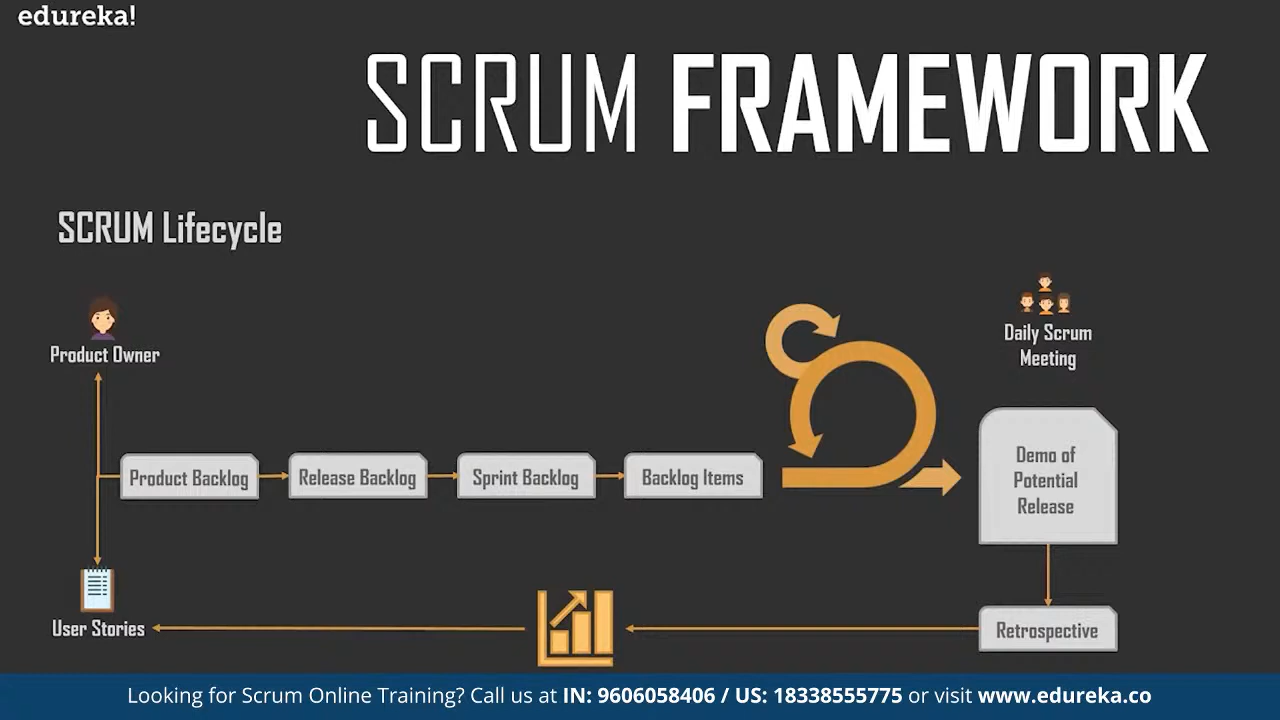 edureka!
SCRUM FRAMEWORK
SCRUM Lifecycle
Product Owner
Daily Scrum
Meeting
Product Backlog
Release Backlog
Sprint Backlog
Backlog Items
Demo of
Potential
Release
User Stories
Retrospective
Looking for Scrum Online Training? Call us at IN: 9606058406 / US: 18338555775 or visit www.edureka.co